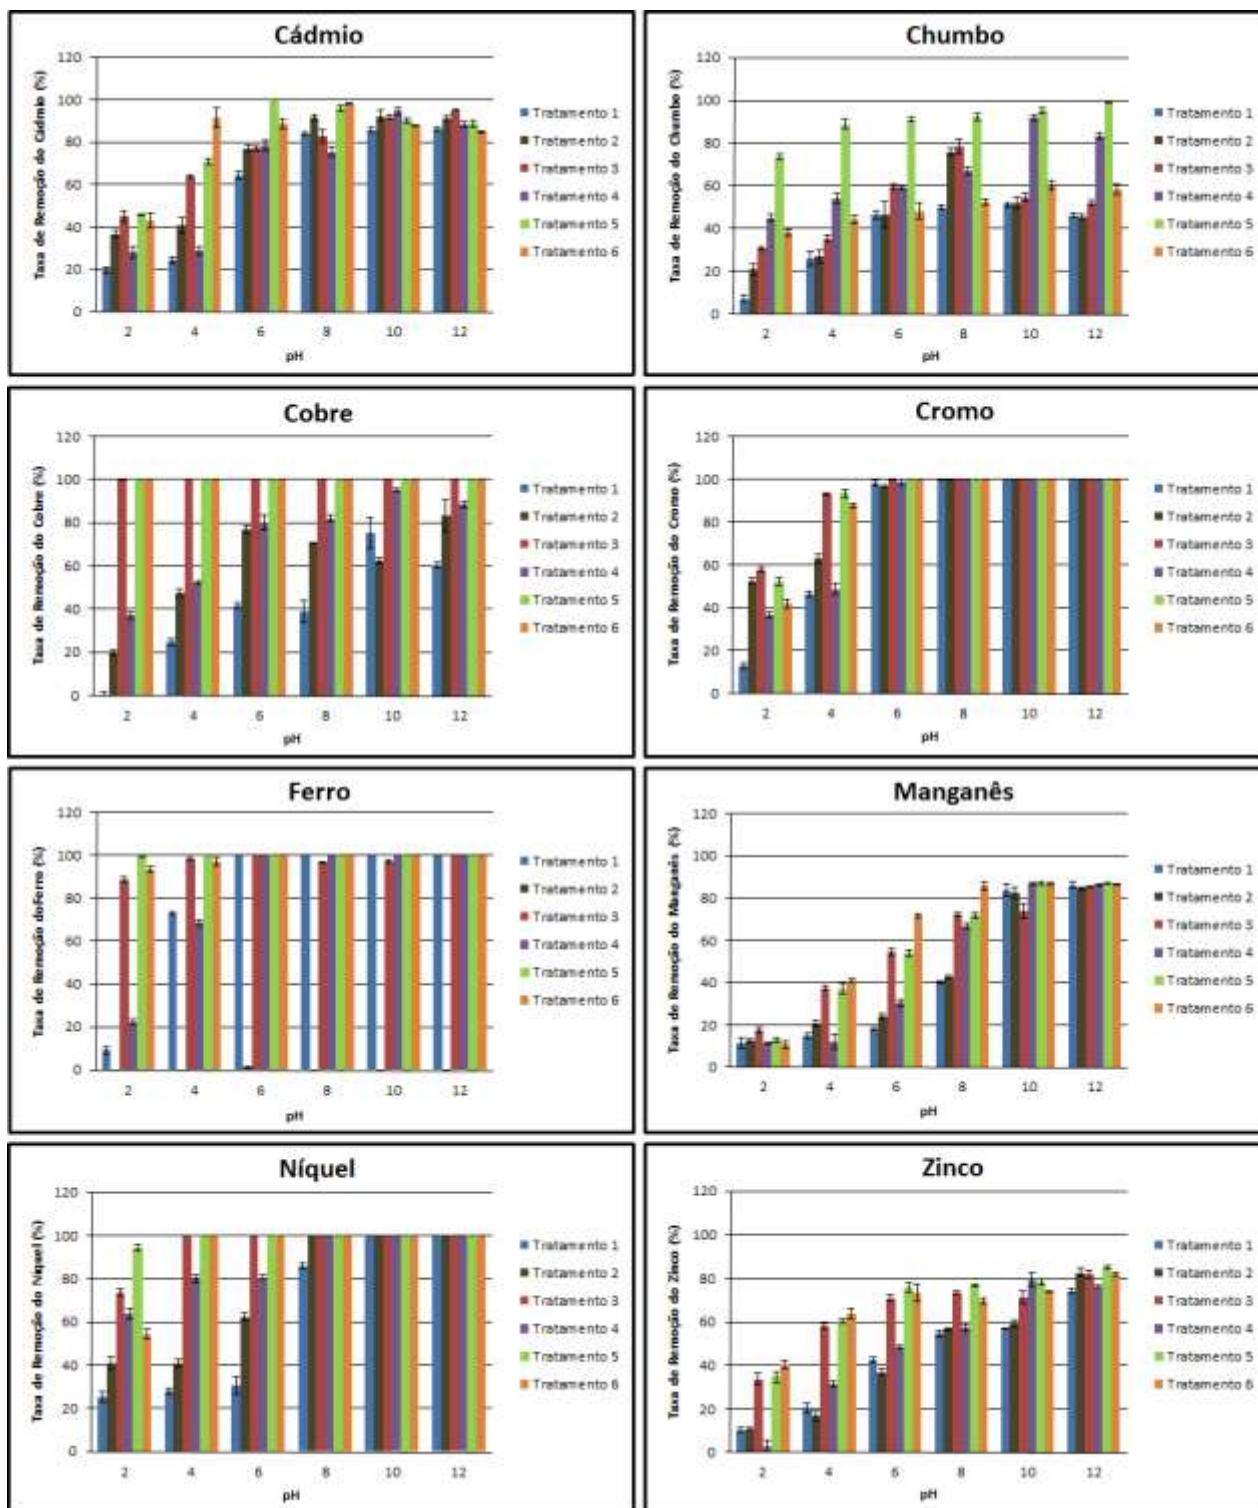 Cádmio
Taxa de Remoção do Cádmio (%)
120
100
80
60
40
20
0
2 4 6 8 10 12
pH
Tratamento 1
Tratamento 2
Tratamento 3
Tratamento 4
Tratamento 5
Tratamento 6
Chumbo
Taxa de Remoção do Chumbo (%)
120
100
80
60
40
20
0
2 4 6 8 10 12
pH
Tratamento 1
Tratamento 2
Tratamento 3
Tratamento 4
Tratamento 5
Tratamento 6
Cobre
Taxa de Remoção do Cobre (%)
120
100
80
60
40
20
0
2 4 6 8 10 12
pH
Tratamento 1
Tratamento 2
Tratamento 3
Tratamento 4
Tratamento 5
Tratamento 6
Cromo
Taxa de Remoção do Cromo (%)
120
100
80
60
40
20
0
2 4 6 8 10 12
pH
Tratamento 1
Tratamento 2
Tratamento 3
Tratamento 4
Tratamento 5
Tratamento 6
Ferro
Taxa de Remoção doFerro (%)
120
100
80
60
40
20
0
2 4 6 8 10 12
pH
Tratamento 1
Tratamento 2
Tratamento 3
Tratamento 4
Tratamento 5
Tratamento 6
Manganês
Taxa de Remoção do Manganês (%)
120
100
80
60
40
20
0
2 4 6 8 10 12
pH
Tratamento 1
Tratamento 2
Tratamento 3
Tratamento 4
Tratamento 5
Tratamento 6
Níquel
Taxa de Remoção do Níquel (%)
120
100
80
60
40
20
0
2 4 6 8 10 12
pH
Tratamento 1
Tratamento 2
Tratamento 3
Tratamento 4
Tratamento 5
Tratamento 6
Zinco
Taxa de Remoção do Zinco (%)
120
100
80
60
40
20
0
2 4 6 8 10 12
pH
Tratamento 1
Tratamento 2
Tratamento 3
Tratamento 4
Tratamento 5
Tratamento 6